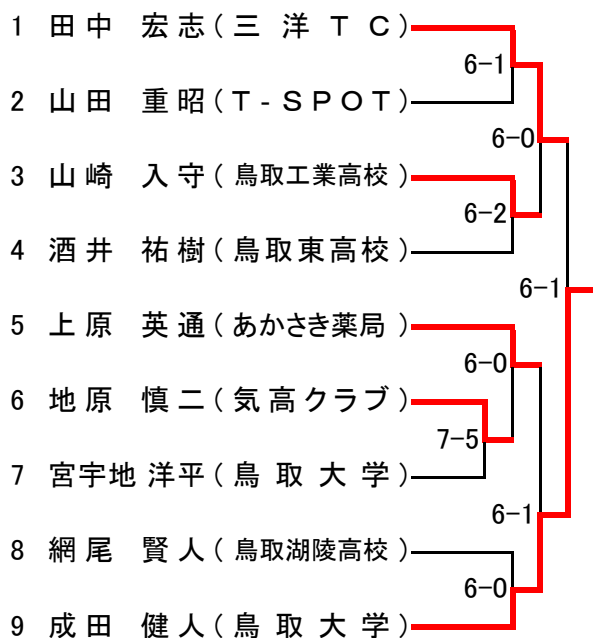 1 田中 宏志(三洋TC)
6-1
2 山田 重昭(T-SPOT)
6-0
3 山崎 入守(鳥取工業高校)
6-2
4 酒井 祐樹(鳥取東高校)
6-1
5 上原 英通(あかさき薬局)
6-0
6 地原 慎二(気高クラブ)
7-5
7 宮宇地 洋平(鳥取大学)
6-1
8 網尾 賢人(鳥取湖陵高校)
6-0
9 成田 健人(鳥取大学)